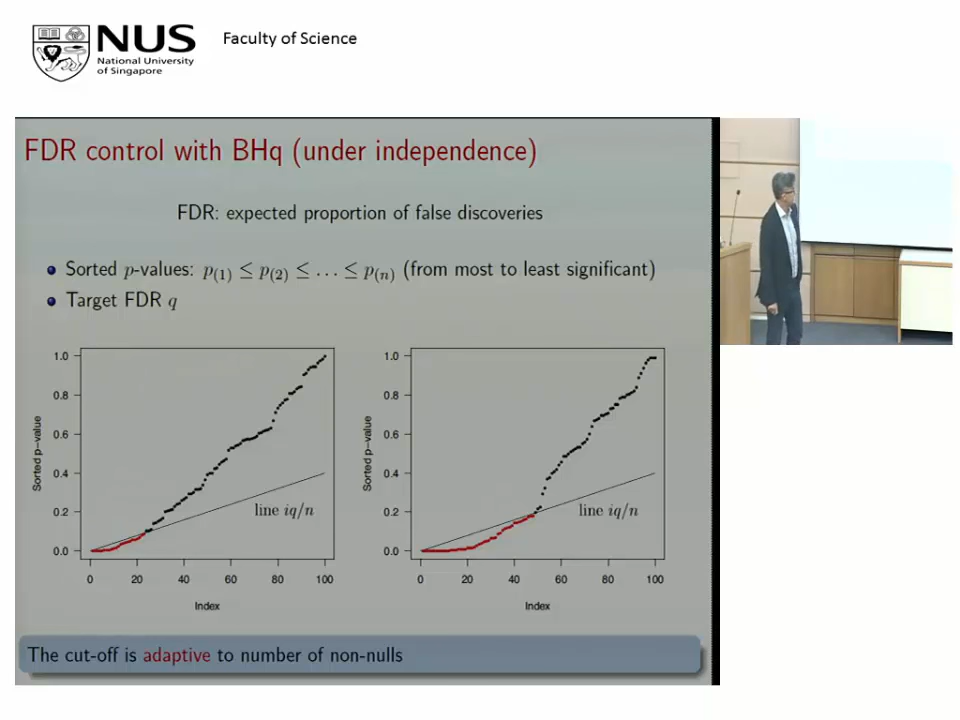 NUS
National University
of Singapore
Faculty of Science
FDR control with BHq (under independence)
FDR: expected proportion of false discoveries
Sorted p-values: p(1) ≤ p(2) ≤ . . . ≤ p(n) (from most to least significant)
Target FDR q
1.0
0.8
0.6
0.4
0.2
0.0
Sorted p−value
line iq/n
0 20 40 60 80 100
Index
1.0
0.8
0.6
0.4
0.2
0.0
Sorted p−value
line iq/n
0 20 40 60 80 100
Index
The cut-off is adaptive to number of non-nulls